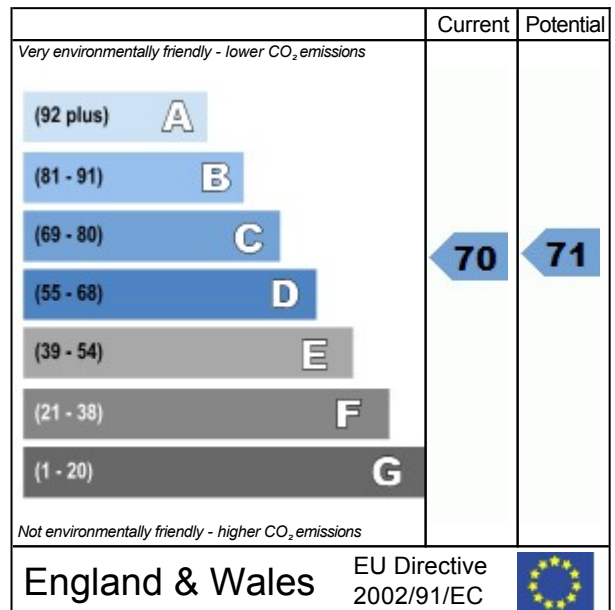 Current Potential
Very environmentally friendly - lower CO₂ emissions
(92 plus) A
(81 - 91) B
(69 - 80) C
70 71
(55 - 68) D
(39 - 54) E
(21 - 38) F
(1 - 20) G
Not environmentally friendly - higher CO₂ emissions
England & Wales
EU Directive
2002/91/EC